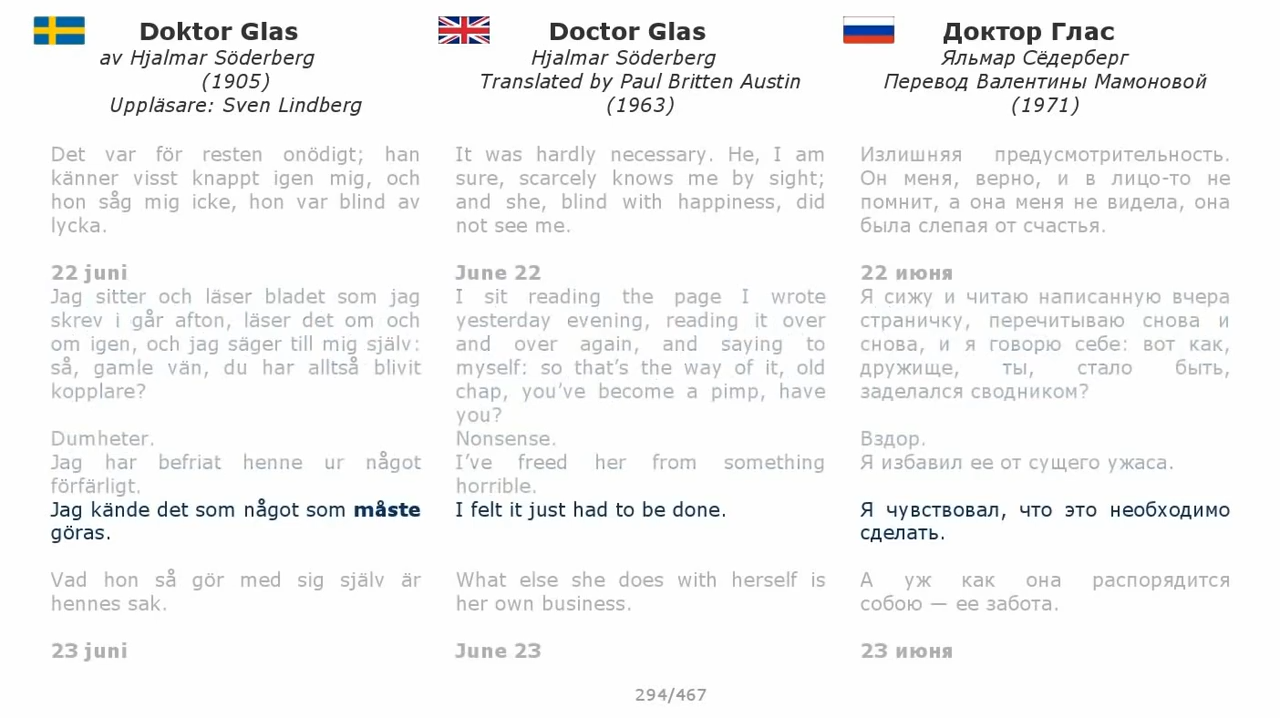 Doktor Glas
av Hjalmar Söderberg
(1905)
Uppläsare: Sven Lindberg
Det var för resten onödigt; han
känner visst knappt igen mig, och
hon såg mig icke, hon var blind av
lycka.
22 juni
Jag sitter och läser bladet som jag
skrev i går afton, läser det om och
om igen, och jag säger till mig själv:
så, gamle vän, du har alltså blivit
kopplare?
Dumheter.
Jag har befriat henne ur något
förfärligt.
Jag kände det som något som måste
göras.
Vad hon så gör med sig själv är
hennes sak.
23 juni
Doctor Glas
Hjalmar Söderberg
Translated by Paul Britten Austin
(1963)
It was hardly necessary. He, I am
sure, scarcely knows me by sight;
and she, blind with happiness, did
not see me.
June 22
I sit reading the page I wrote
yesterday evening, reading it over
and over again, and saying to
myself: so that’s the way of it, old
chap, you’ve become a pimp, have
you?
Nonsense.
I’ve freed her from something
horrible.
I felt it just had to be done.
What else she does with herself is
her own business.
June 23
Доктор Глас
Яльмар Сёдерберг
Перевод Валентины Мамоновой
(1971)
Излишняя предусмотрительность.
Он меня, верно, и в лицо-то не
помнит, а она меня не видела, она
была слепая от счастья.
22 июня
Я сижу и читаю написанную вчера
страничку, перечитываю снова и
снова, и я говорю себе: вот как,
дружище, ты, стало быть,
заделался сводником?
Вздор.
Я избавил ее от сущего ужаса.
Я чувствовал, что это необходимо
сделать.
А уж как она распорядится
собою — ее забота.
23 июня
294/467